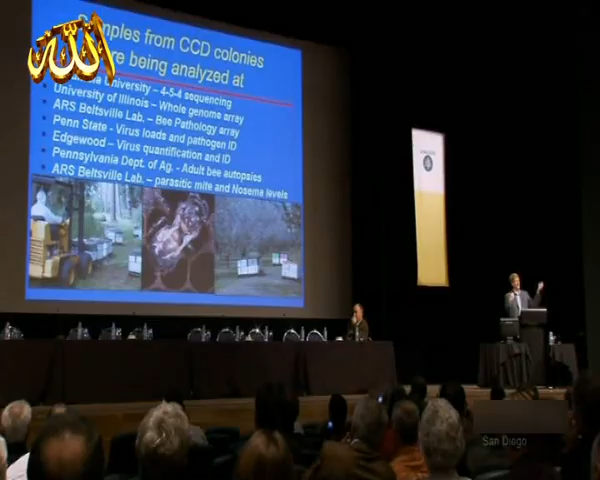 الله
mples from CCD colonies
re being analyzed at
University – 4-5-4 sequencing
University of Illinois – Whole genome array
ARS Beltsville Lab. – Bee Pathology array
Penn State - Virus loads and pathogen ID
Edgewood – Virus quantification and ID
Pennsylvania Dept. of Ag. - Adult bee autopsies
ARS Beltsville Lab. – parasitic mite and Nosema levels
San Diego